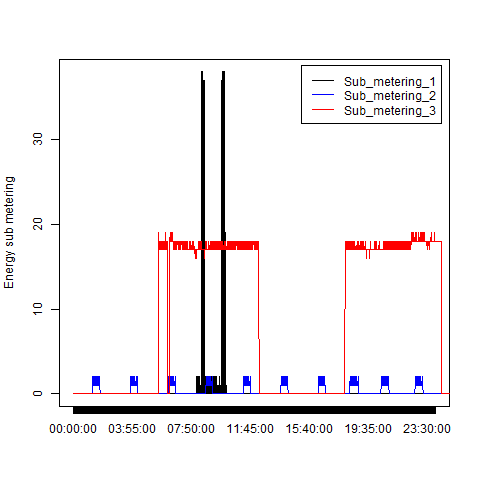 Sub_metering_1
Sub_metering_2
Sub_metering_3
Energy sub metering
30
20
10
0
00:00:00 03:55:00 07:50:00 11:45:00 15:40:00 19:35:00 23:30:00